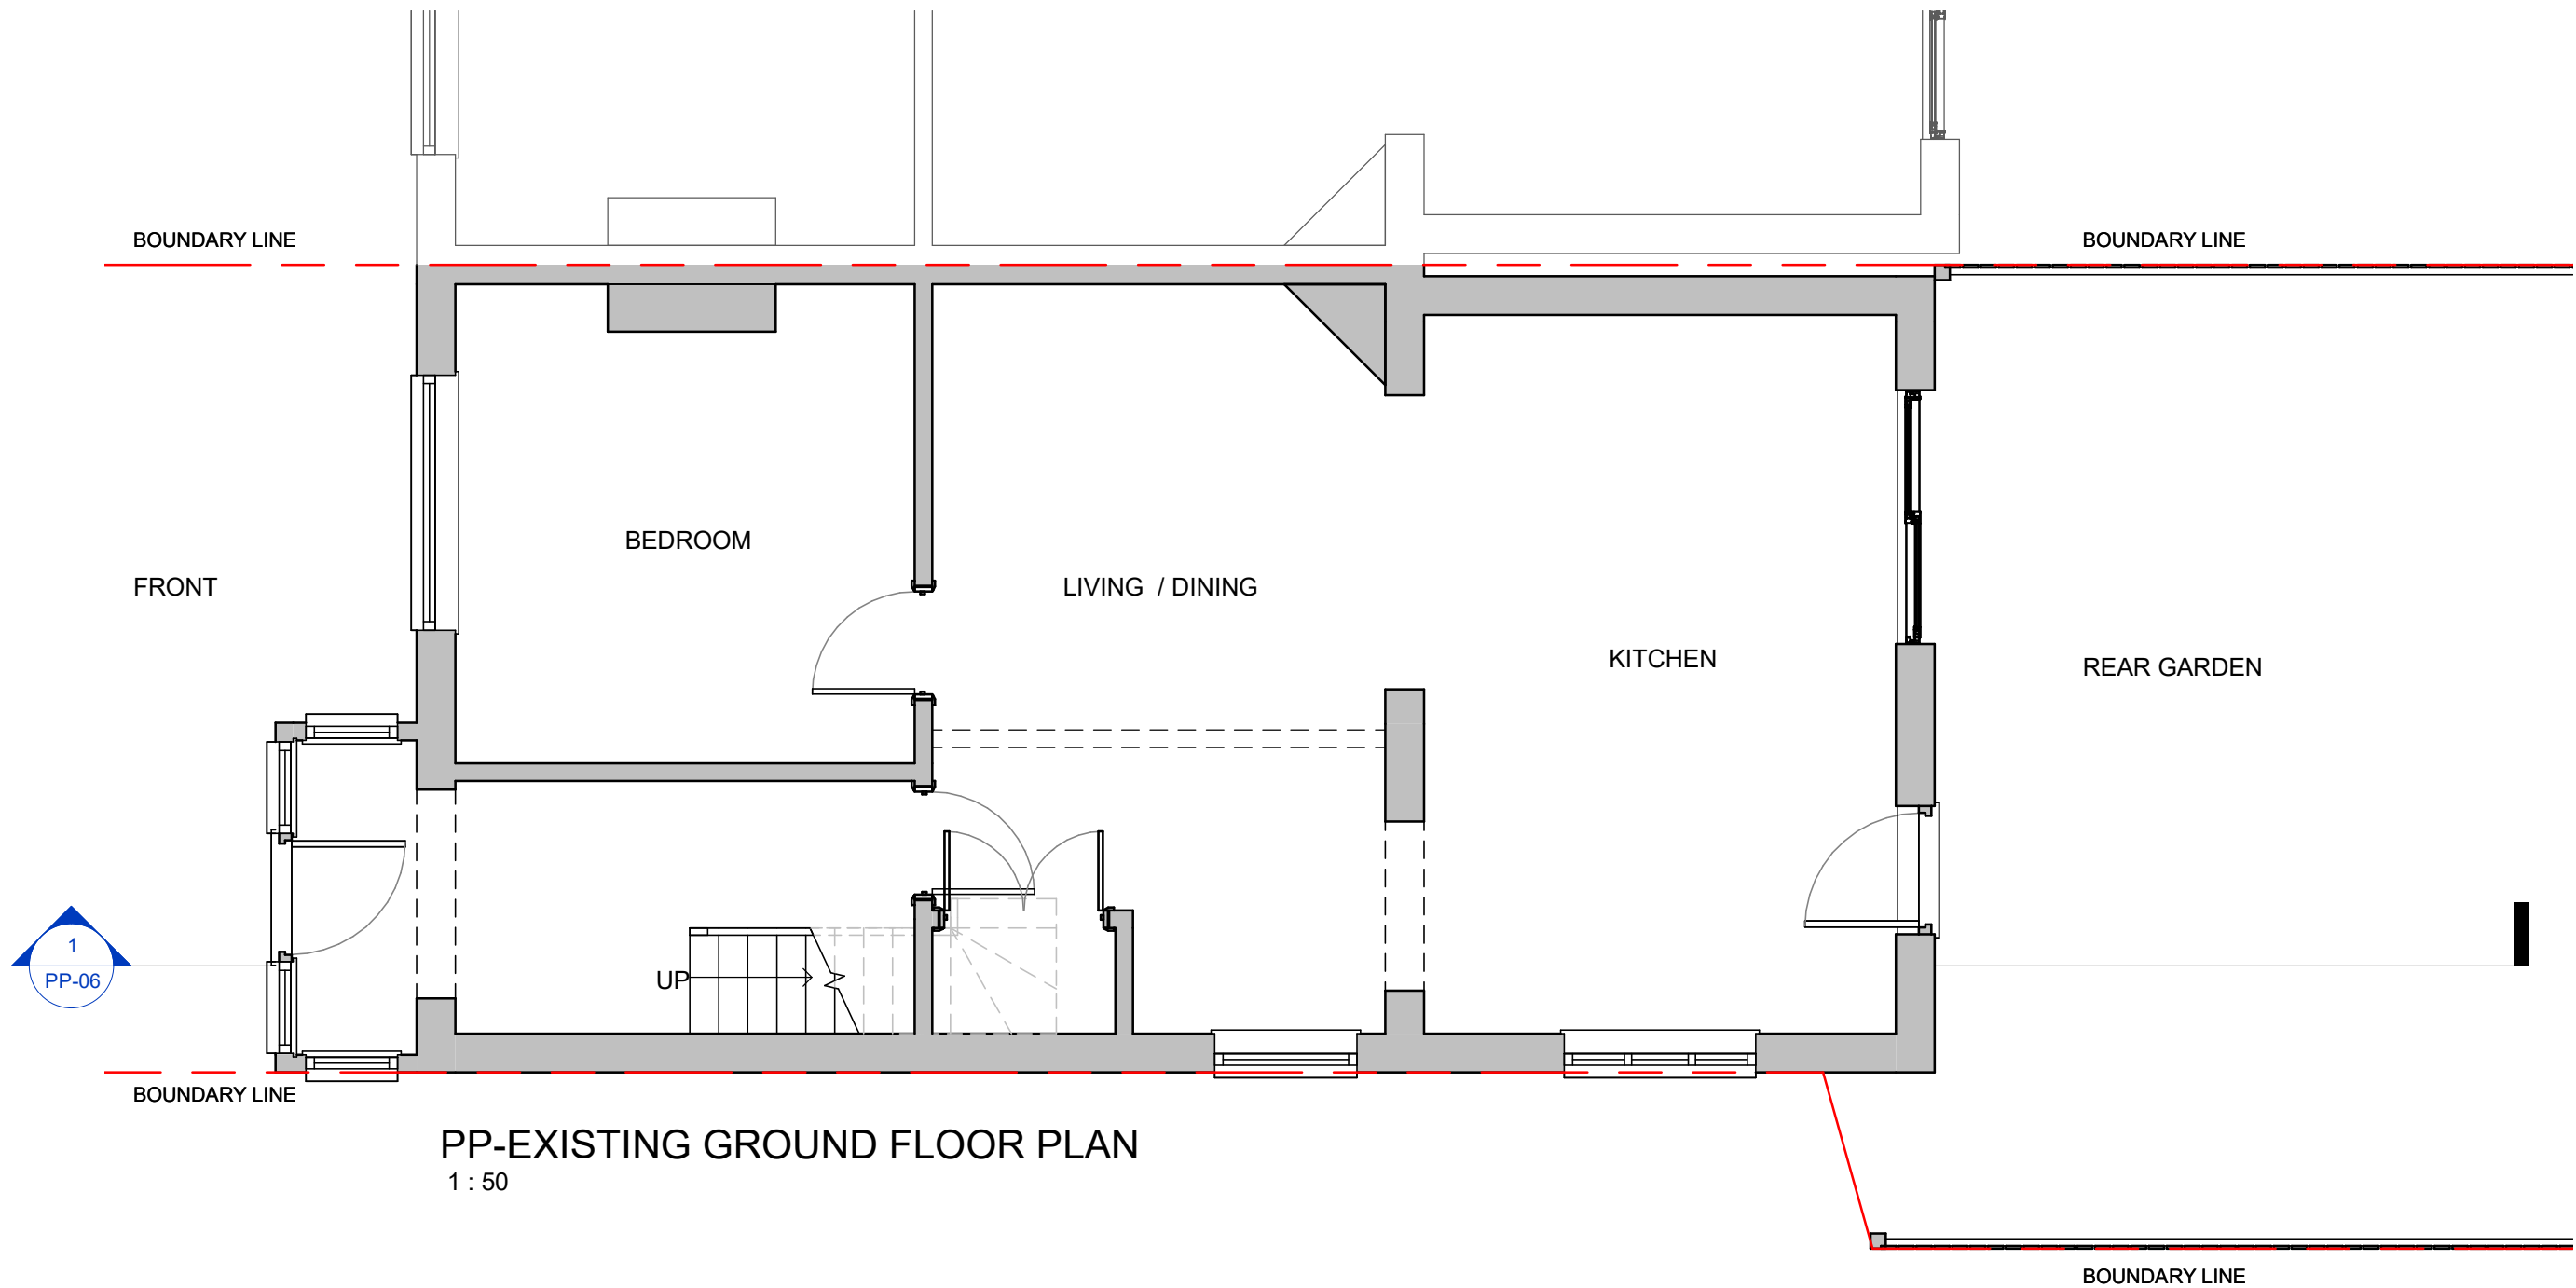 BOUNDARY LINE
BOUNDARY LINE
BEDROOM
FRONT
LIVING / DINING
KITCHEN
REAR GARDEN
1
PP-06
UP
BOUNDARY LINE
PP-EXISTING GROUND FLOOR PLAN
1 : 50
BOUNDARY LINE